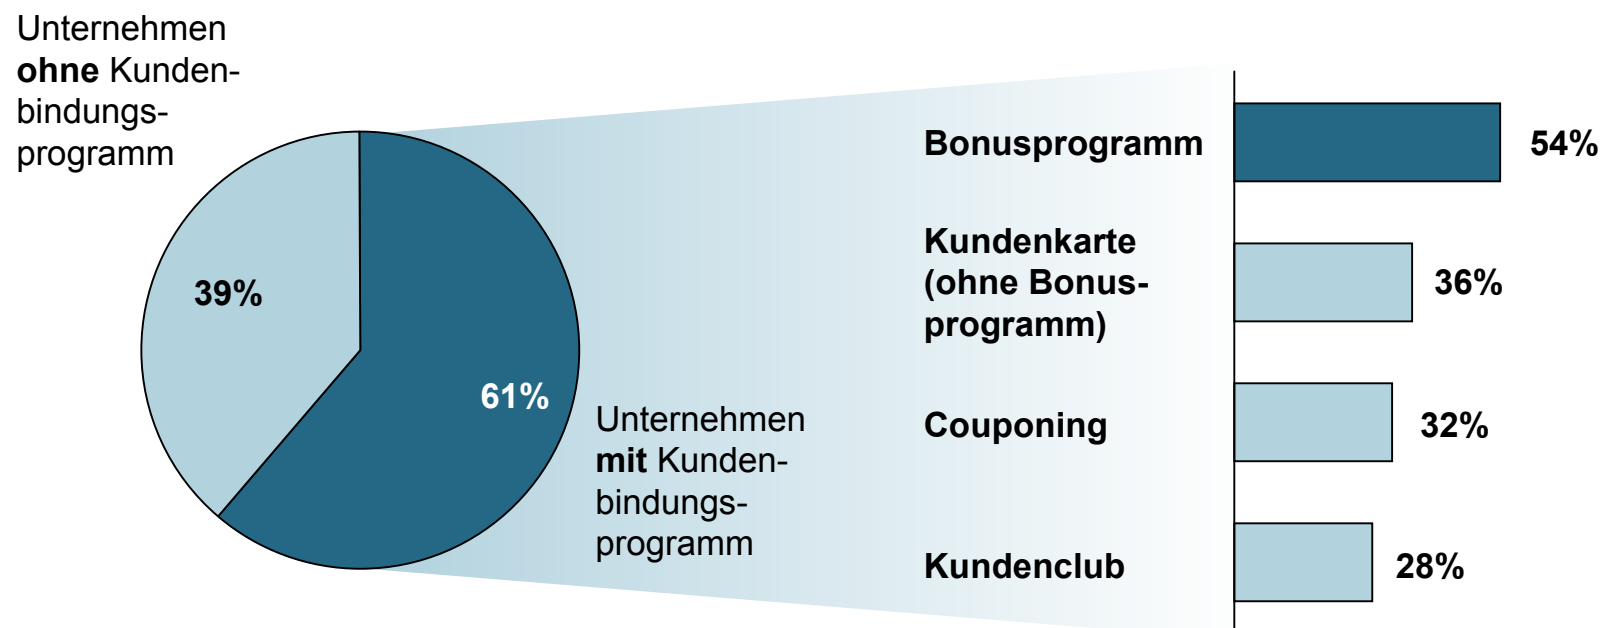 Unternehmen
ohne Kunden-
bindungs-
programm
39%
61%
Unternehmen
mit Kunden-
bindungs-
programm
Bonusprogramm
54%
Kundenkarte
(ohne Bonus-
programm)
36%
Couponing
32%
Kundenclub
28%